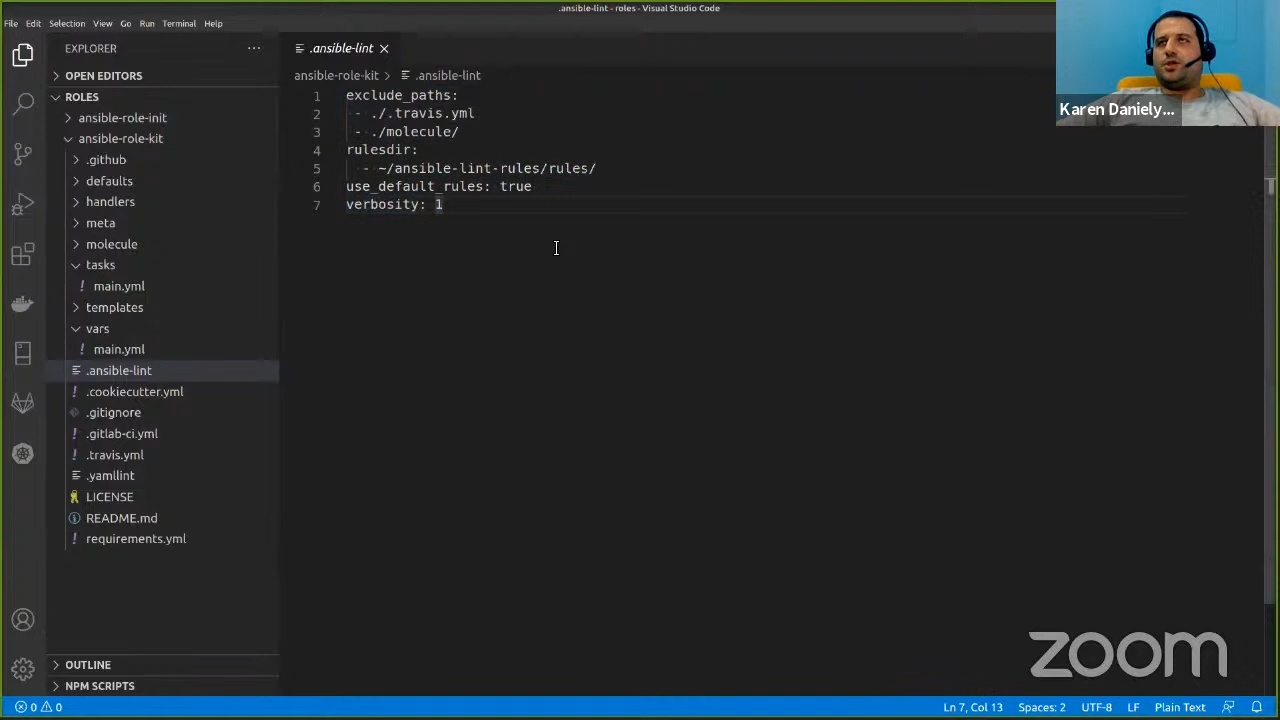 .ansible-lint - roles - Visual Studio Code
File Edit Selection View Go Run Terminal Help
EXPLORER
OPEN EDITORS
ROLES
ansible-role-init
ansible-role-kit
.github
defaults
handlers
meta
molecule
tasks
! main.yml
templates
vars
! main.yml
.ansible-lint
! .cookiecutter.yml
.gitignore
! .gitlab-ci.yml
! .travis.yml
.yamllint
LICENSE
README.md
! requirements.yml
OUTLINE
NPM SCRIPTS
.ansible-lint
ansible-role-kit > .ansible-lint
1 exclude_paths:
2 - ./.travis.yml
3 - ./molecule/
4 rulesdir:
5 - ~/ansible-lint-rules/rules/
6 use_default_rules: true
7 verbosity: 1
Karen Daniely...
zoom
0 0
Ln 7, Col 13 Spaces: 2 UTF-8 LF Plain Text